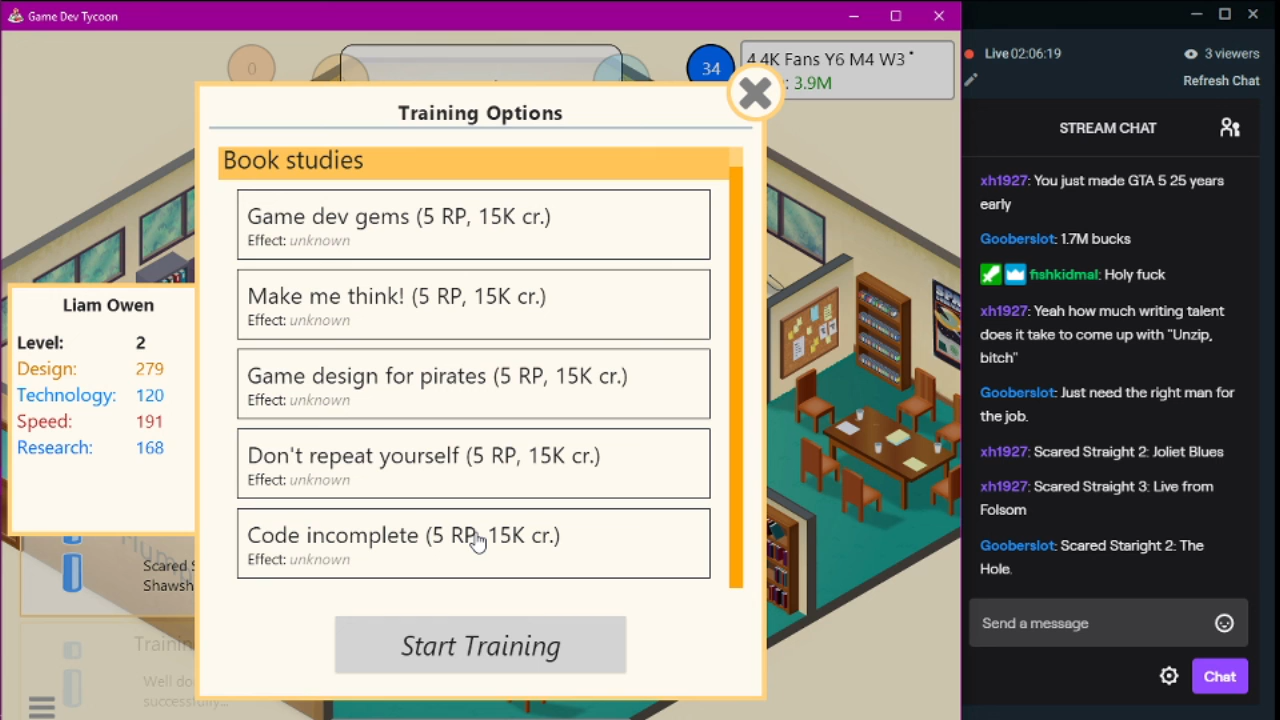 Game Dev Tycoon
0
34
4.4K Fans Y6 M4 W3
: 3.9M
Training Options
Book studies
Game dev gems (5 RP, 15K cr.)
Effect: unknown
Make me think! (5 RP, 15K cr.)
Effect: unknown
Game design for pirates (5 RP, 15K cr.)
Effect: unknown
Don't repeat yourself (5 RP, 15K cr.)
Effect: unknown
Code incomplete (5 RP, 15K cr.)
Effect: unknown
Start Training
Liam Owen
Level: 2
Design: 279
Technology: 120
Speed: 191
Research: 168
Scared S
Shawsh
Trainin
Well do
successfully...
Live 02:06:19
3 viewers
Refresh Chat
STREAM CHAT
xh1927: You just made GTA 5 25 years
early
Gooberslot: 1.7M bucks
fishkidmal: Holy fuck
xh1927: Yeah how much writing talent
does it take to come up with "Unzip,
bitch"
Gooberslot: Just need the right man for
the job.
xh1927: Scared Straight 2: Joliet Blues
xh1927: Scared Straight 3: Live from
Folsom
Gooberslot: Scared Staright 2: The
Hole.
Send a message
Chat